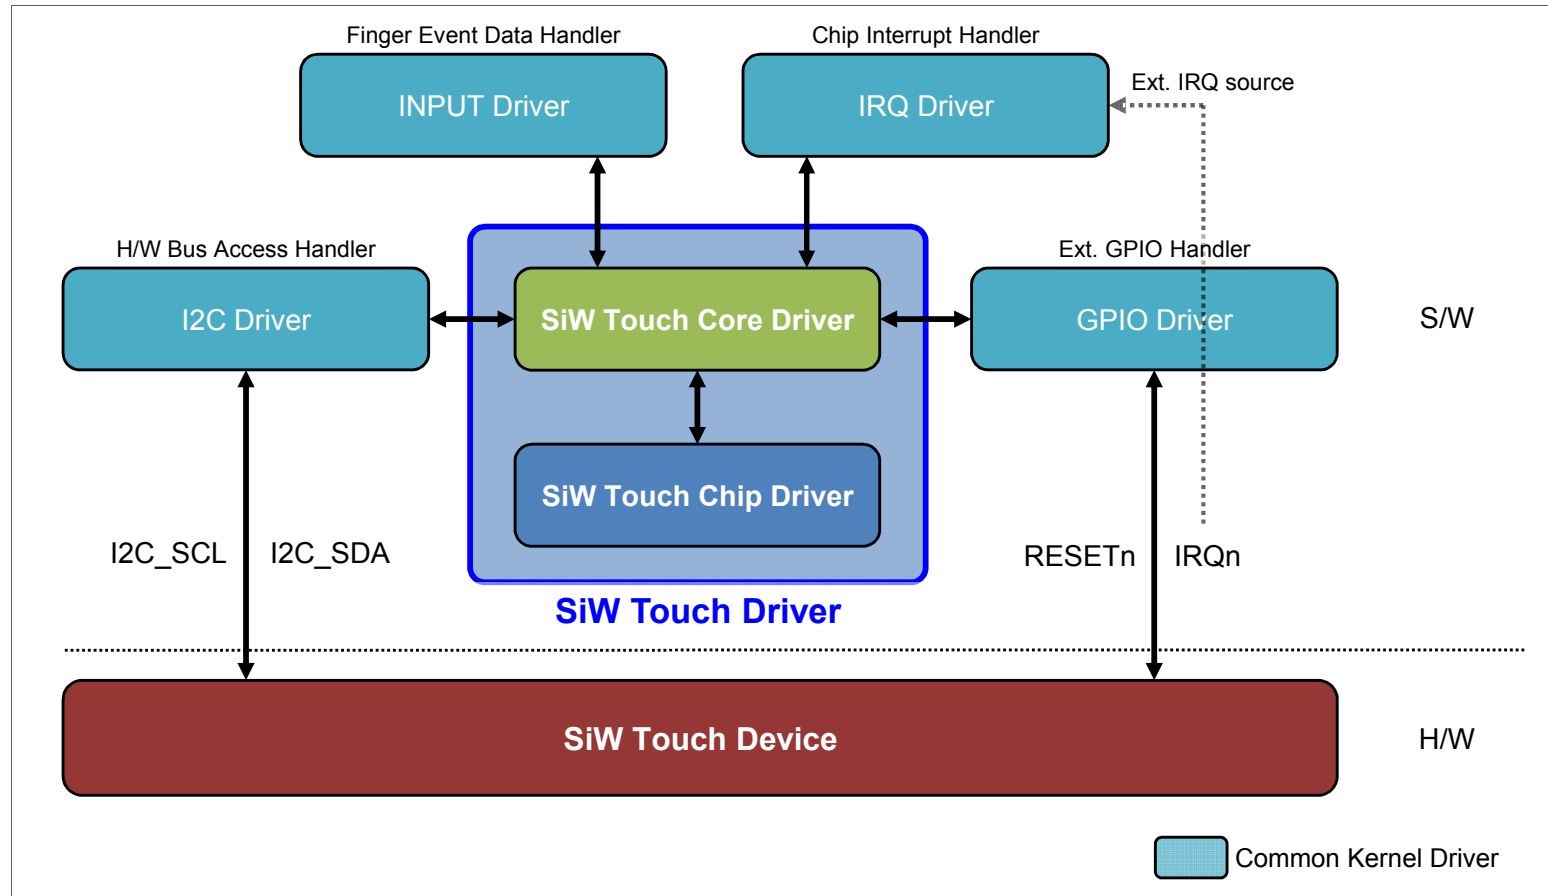 Finger Event Data Handler
Chip Interrupt Handler
INPUT Driver
IRQ Driver
Ext. IRQ source
H/W Bus Access Handler
Ext. GPIO Handler
I2C Driver
SiW Touch Core Driver
GPIO Driver
S/W
SiW Touch Chip Driver
I2C_SCL
I2C_SDA
RESETn
IRQn
SiW Touch Driver
SiW Touch Device
H/W
Common Kernel Driver